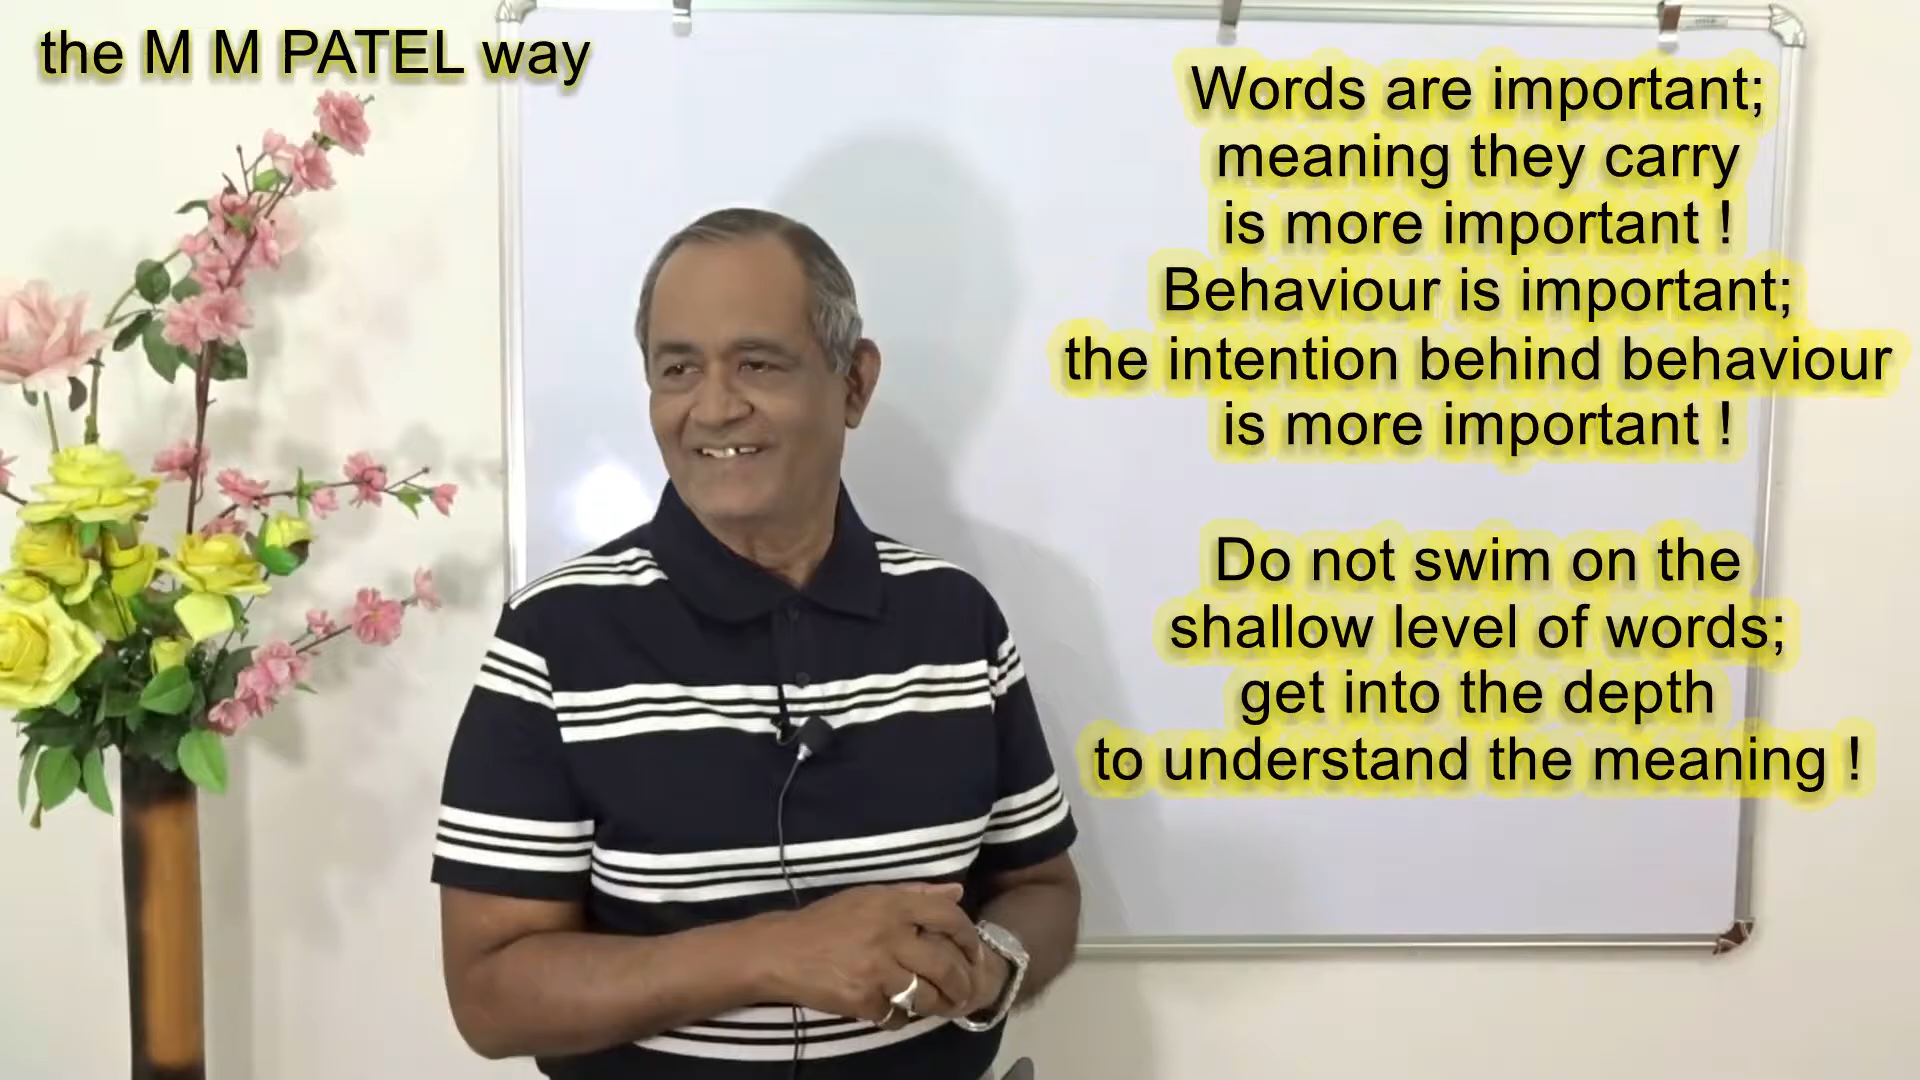 the M M PATEL way
Words are important;
meaning they carry
is more important !
Behaviour is important;
the intention behind behaviour
is more important !
Do not swim on the
shallow level of words;
get into the depth
to understand the meaning !